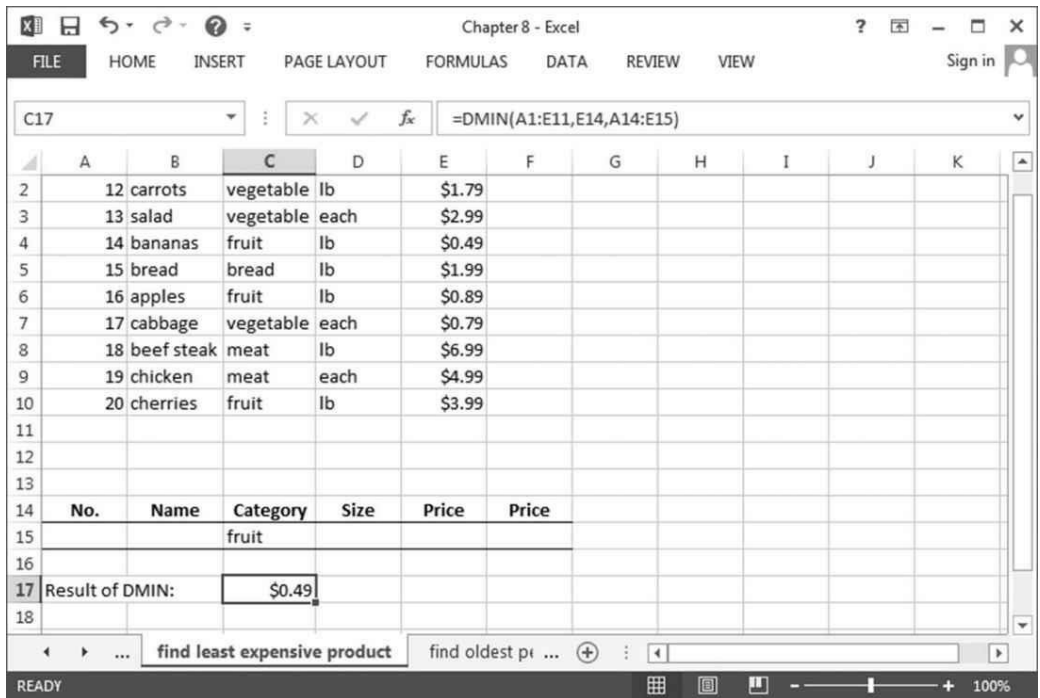 Chapter 8 - Excel ?
FILE HOME INSERT PAGE LAYOUT FORMULAS DATA REVIEW VIEW Sign in
C17 fx =DMIN(A1:E11,E14,A14:E15)
A B C D E F G H I J K
2 12 carrots vegetable lb $1.79
3 13 salad vegetable each $2.99
4 14 bananas fruit lb $0.49
5 15 bread bread lb $1.99
6 16 apples fruit lb $0.89
7 17 cabbage vegetable each $0.79
8 18 beef steak meat lb $6.99
9 19 chicken meat each $4.99
10 20 cherries fruit lb $3.99
11
12
13
14 No. Name Category Size Price Price
15 fruit
16
17 Result of DMIN: $0.49
18
... find least expensive product find oldest pe ...
READY 100%